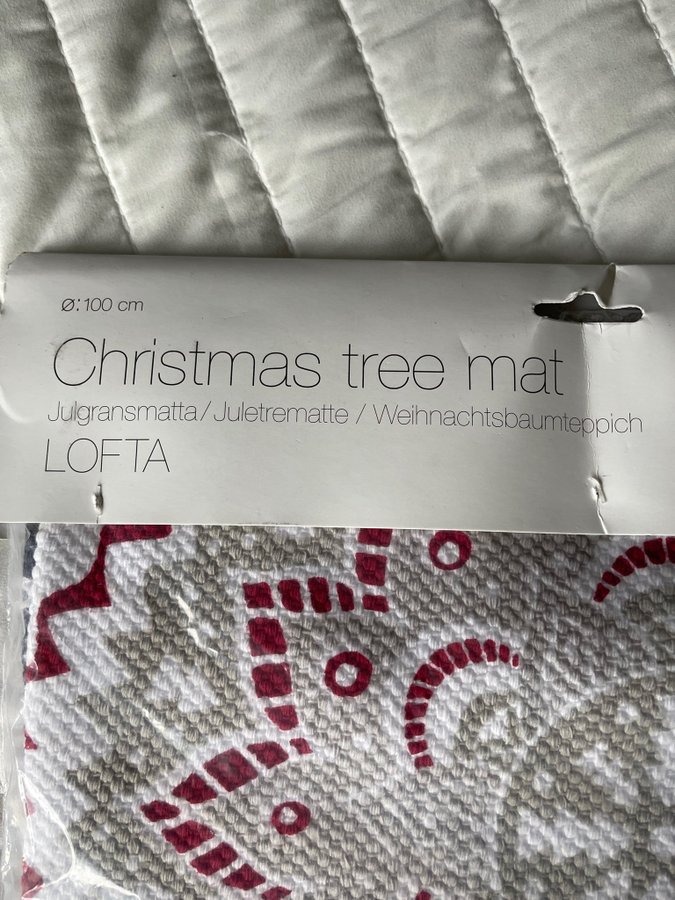 ø: 100 cm
Christmas tree mat
Julgransmatta / Juletrematte / Weihnachtsbaumteppich
LOFTA